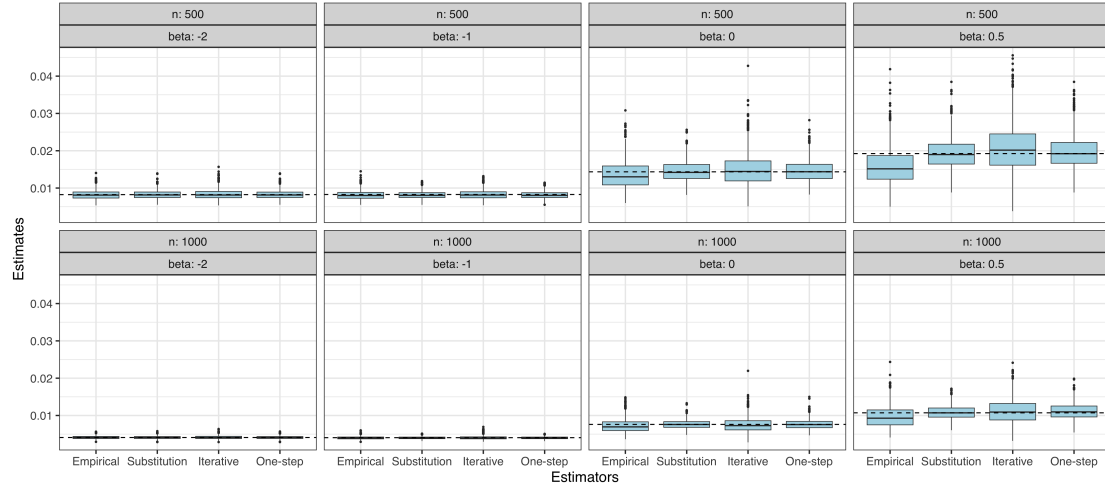 n: 500
n: 500
n: 500
n: 500
beta: -2
beta: -1
beta: 0
beta: 0.5
0.04
0.03
0.02
0.01
n: 1000
n: 1000
n: 1000
n: 1000
beta: -2
beta: -1
beta: 0
beta: 0.5
0.04
0.03
0.02
0.01
Estimates
Empirical Substitution Iterative One-step
Empirical Substitution Iterative One-step
Empirical Substitution Iterative One-step
Empirical Substitution Iterative One-step
Estimators